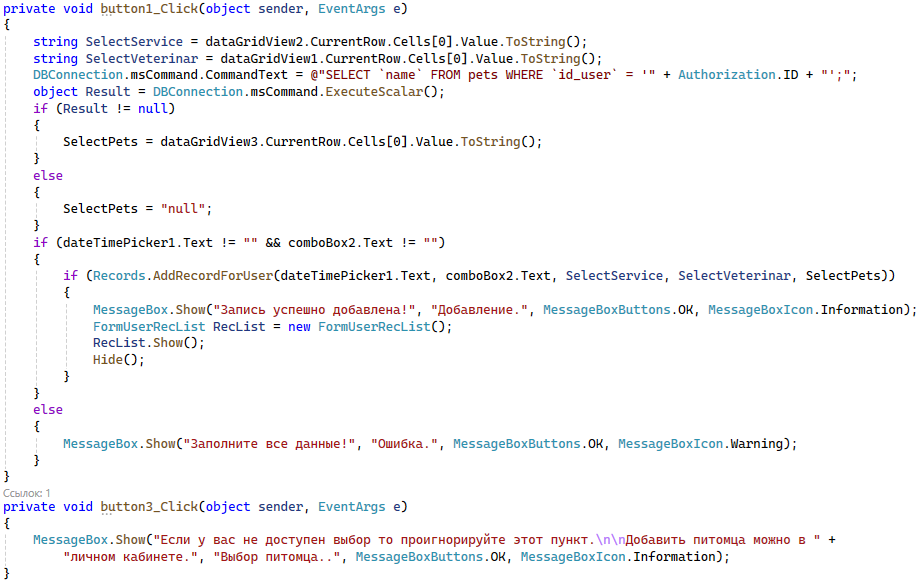 private void button1_Click(object sender, EventArgs e)
{
    string SelectService = dataGridView2.CurrentRow.Cells[0].Value.ToString();
    string SelectVeterinar = dataGridView1.CurrentRow.Cells[0].Value.ToString();
    DBConnection.msCommand.CommandText = @"SELECT `name` FROM pets WHERE `id_user` = '" + Authorization.ID + "';";
    object Result = DBConnection.msCommand.ExecuteScalar();
    if (Result != null)
    {
        SelectPets = dataGridView3.CurrentRow.Cells[0].Value.ToString();
    }
    else
    {
        SelectPets = "null";
    }
    if (dateTimePicker1.Text != "" && comboBox2.Text != "")
    {
        if (Records.AddRecordForUser(dateTimePicker1.Text, comboBox2.Text, SelectService, SelectVeterinar, SelectPets))
        {
            MessageBox.Show("Запись успешно добавлена!", "Добавление.", MessageBoxButtons.OK, MessageBoxIcon.Information);
            FormUserRecList RecList = new FormUserRecList();
            RecList.Show();
            Hide();
        }
    }
    else
    {
        MessageBox.Show("Заполните все данные!", "Ошибка.", MessageBoxButtons.OK, MessageBoxIcon.Warning);
    }
}
Ссылок: 1
private void button3_Click(object sender, EventArgs e)
{
    MessageBox.Show("Если у вас не доступен выбор то проигнорируйте этот пункт.\n\nДобавить питомца можно в " +
        "личном кабинете.", "Выбор питомца..", MessageBoxButtons.OK, MessageBoxIcon.Information);
}